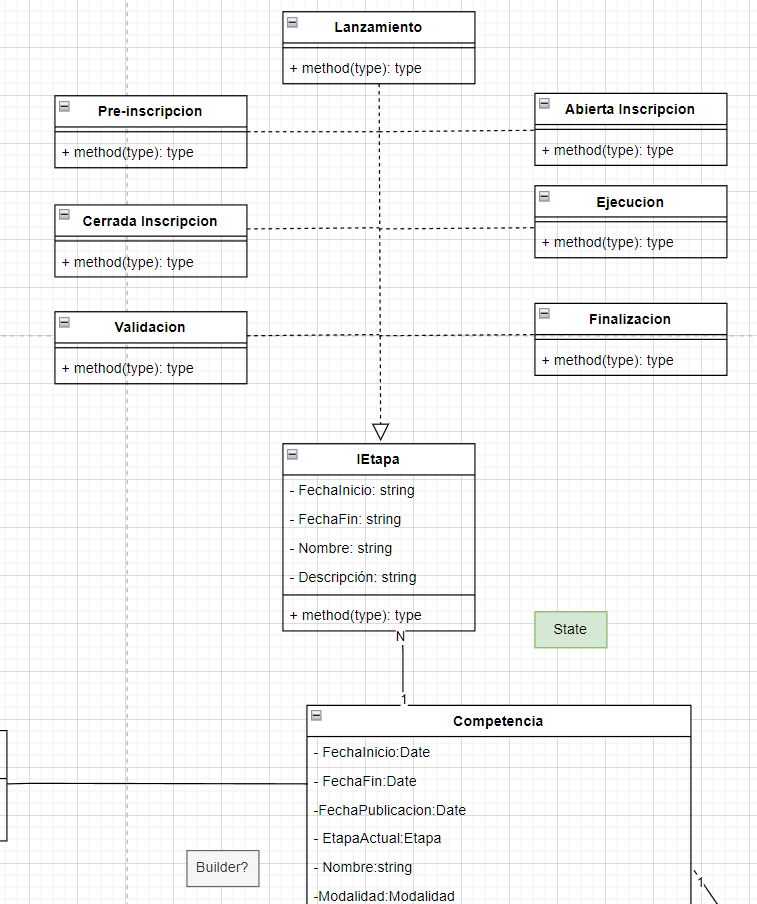 Lanzamiento
+ method(type): type
Pre-inscripcion
+ method(type): type
Abierta Inscripcion
+ method(type): type
Cerrada Inscripcion
+ method(type): type
Ejecucion
+ method(type): type
Validacion
+ method(type): type
Finalizacion
+ method(type): type
IEtapa
- FechaInicio: string
- FechaFin: string
- Nombre: string
- Descripción: string
+ method(type): type
State
N
1
Competencia
- FechaInicio:Date
- FechaFin:Date
-FechaPublicacion:Date
- EtapaActual:Etapa
- Nombre:string
-Modalidad:Modalidad
Builder?
1